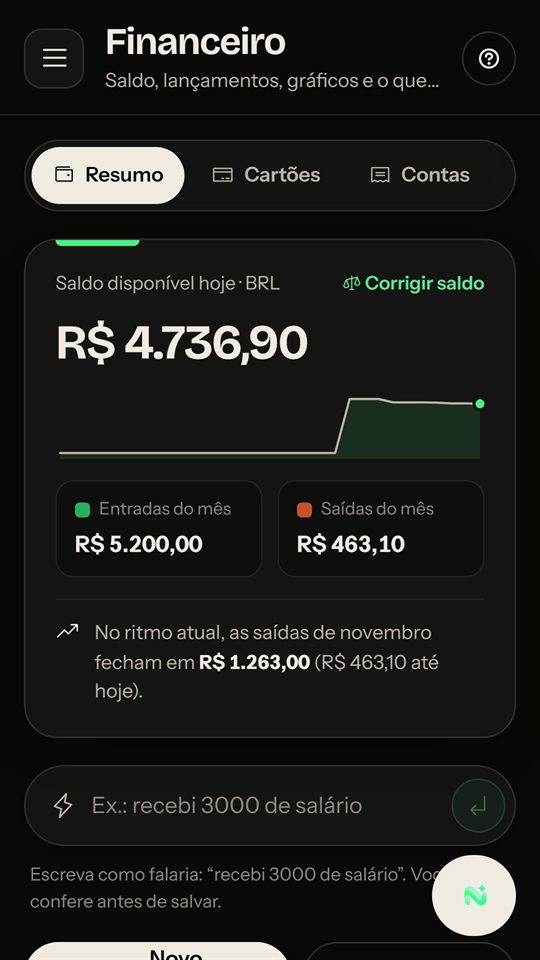 Financeiro
Saldo, lançamentos, gráficos e o que...
Resumo
Cartões
Contas
Saldo disponível hoje · BRL
Corrigir saldo
R$ 4.736,90
Entradas do mês
R$ 5.200,00
Saídas do mês
R$ 463,10
No ritmo atual, as saídas de novembro
fecham em R$ 1.263,00 (R$ 463,10 até
hoje).
Ex.: recebi 3000 de salário
Escreva como falaria: “recebi 3000 de salário”. Voc
confere antes de salvar.
Novo